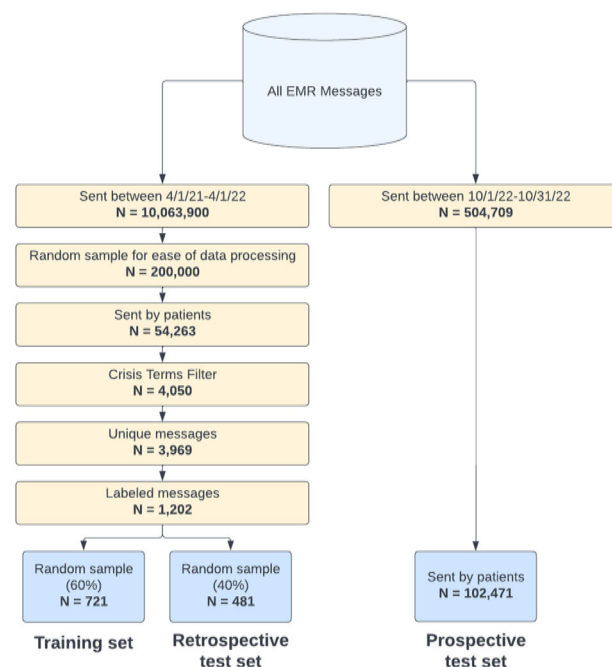 All EMR Messages
Sent between 4/1/21-4/1/22
N = 10,063,900
Sent between 10/1/22-10/31/22
N = 504,709
Random sample for ease of data processing
N = 200,000
Sent by patients
N = 54,263
Crisis Terms Filter
N = 4,050
Unique messages
N = 3,969
Labeled messages
N = 1,202
Random sample
(60%)
N = 721
Random sample
(40%)
N = 481
Sent by patients
N = 102,471
Training set
Retrospective
test set
Prospective
test set